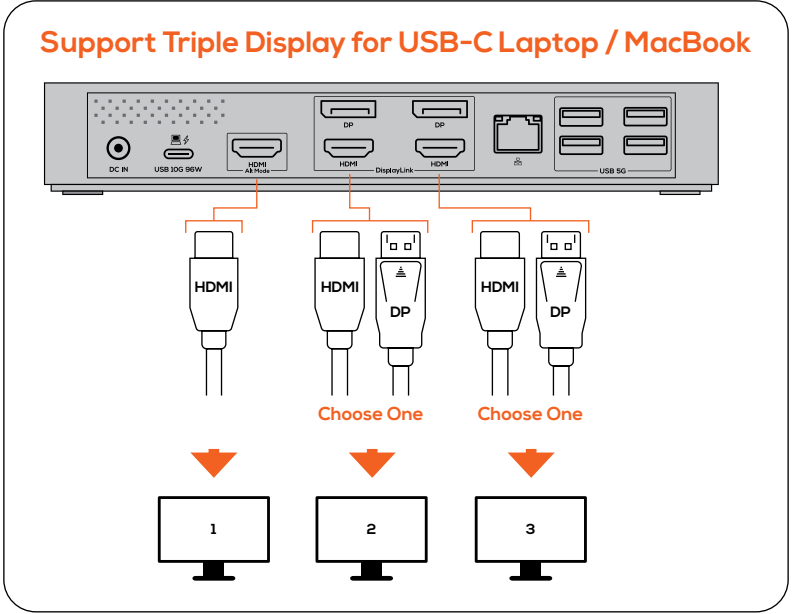 Support Triple Display for USB-C Laptop / MacBook
DP DP
DC IN USB 10G 96W HDMI Alt Mode HDMI DisplayLink HDMI USB 5G
HDMI HDMI DP HDMI DP
Choose One Choose One
1 2 3